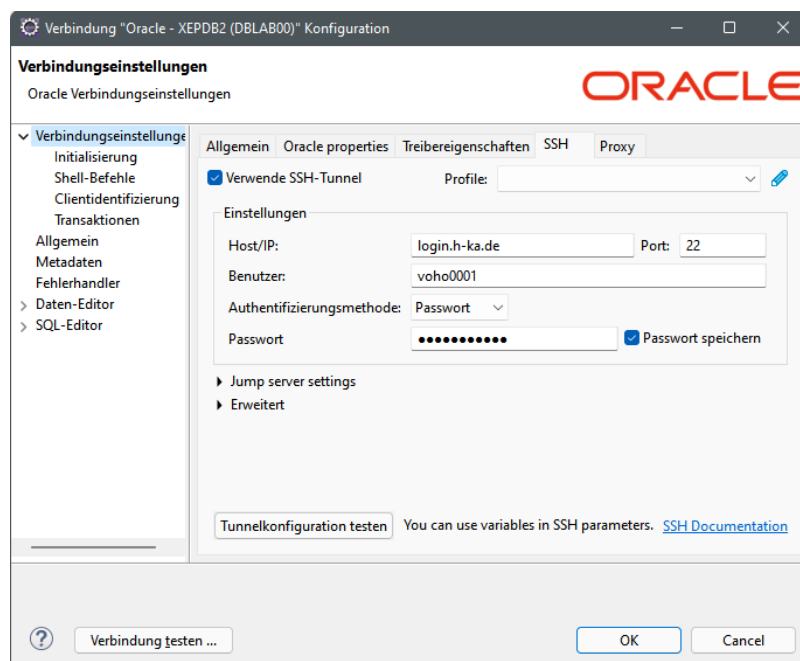 Verbindung "Oracle - XEPDB2 (DBLAB00)" Konfiguration
Verbindungseinstellungen
Oracle Verbindungseinstellungen
ORACLE
Verbindungseinstellunge
Initialisierung
Shell-Befehle
Clientidentifizierung
Transaktionen
Allgemein
Metadaten
Fehlerhandler
Daten-Editor
SQL-Editor
Allgemein Oracle properties Treibereigenschaften SSH Proxy
Verwende SSH-Tunnel Profile:
Einstellungen
Host/IP: login.h-ka.de Port: 22
Benutzer: voho0001
Authentifizierungsmethode: Passwort
Passwort ●●●●●●●●●●● Passwort speichern
Jump server settings
Erweitert
Tunnelkonfiguration testen You can use variables in SSH parameters. SSH Documentation
? Verbindung testen ... OK Cancel